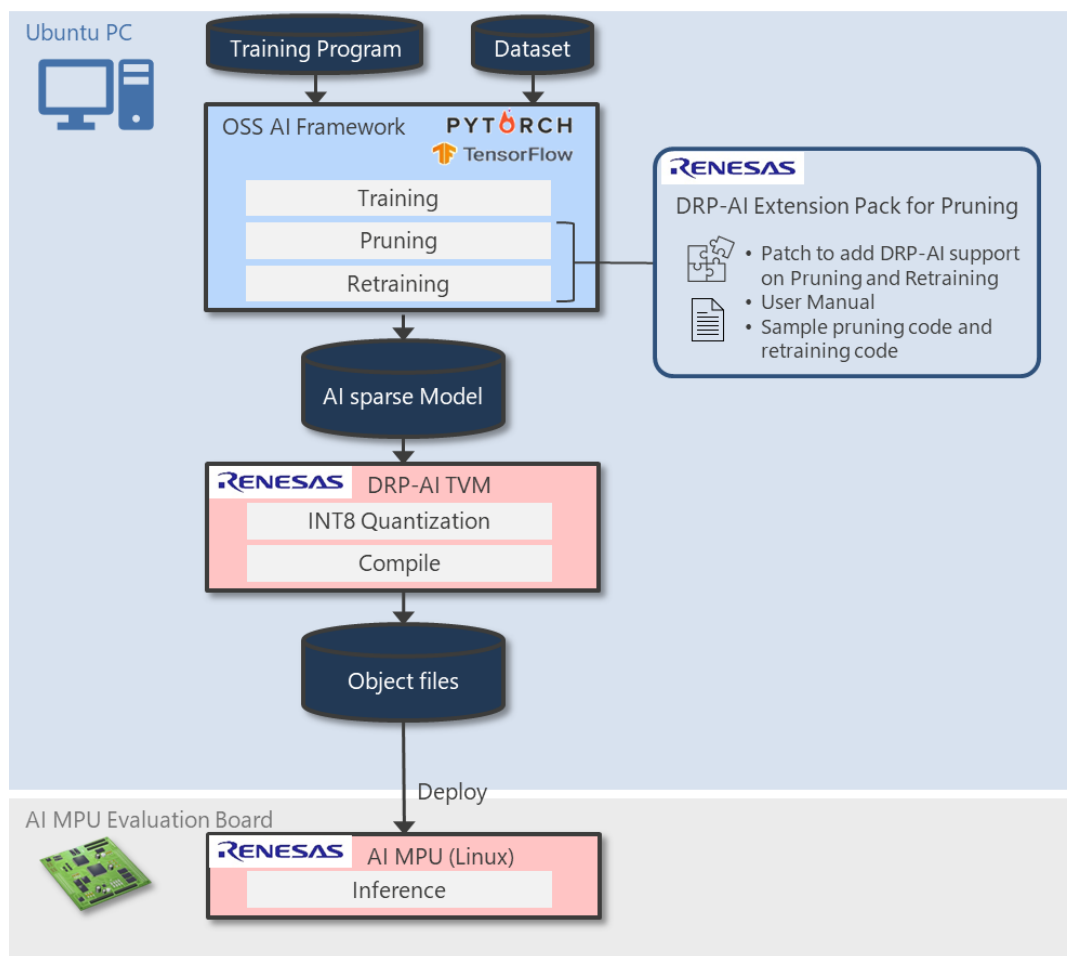 Ubuntu PC
Training Program
Dataset
OSS AI Framework
PYTORCH
TensorFlow
Training
Pruning
Retraining
RENESAS
DRP-AI Extension Pack for Pruning
• Patch to add DRP-AI support
on Pruning and Retraining
• User Manual
• Sample pruning code and
retraining code
AI sparse Model
RENESAS DRP-AI TVM
INT8 Quantization
Compile
Object files
Deploy
AI MPU Evaluation Board
RENESAS AI MPU (Linux)
Inference